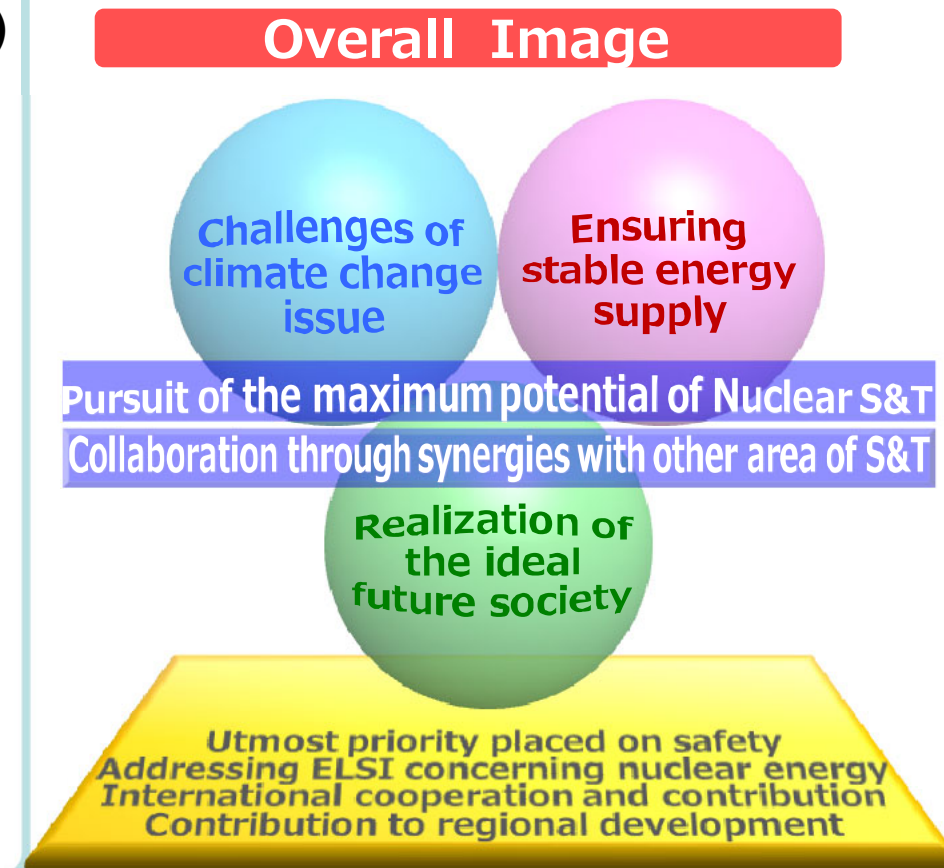 Overall Image
Challenges of
climate change
issue
Ensuring
stable energy
supply
Pursuit of the maximum potential of Nuclear S&T
Collaboration through synergies with other area of S&T
Realization of
the ideal
future society
Utmost priority placed on safety
Addressing ELSI concerning nuclear energy
International cooperation and contribution
Contribution to regional development